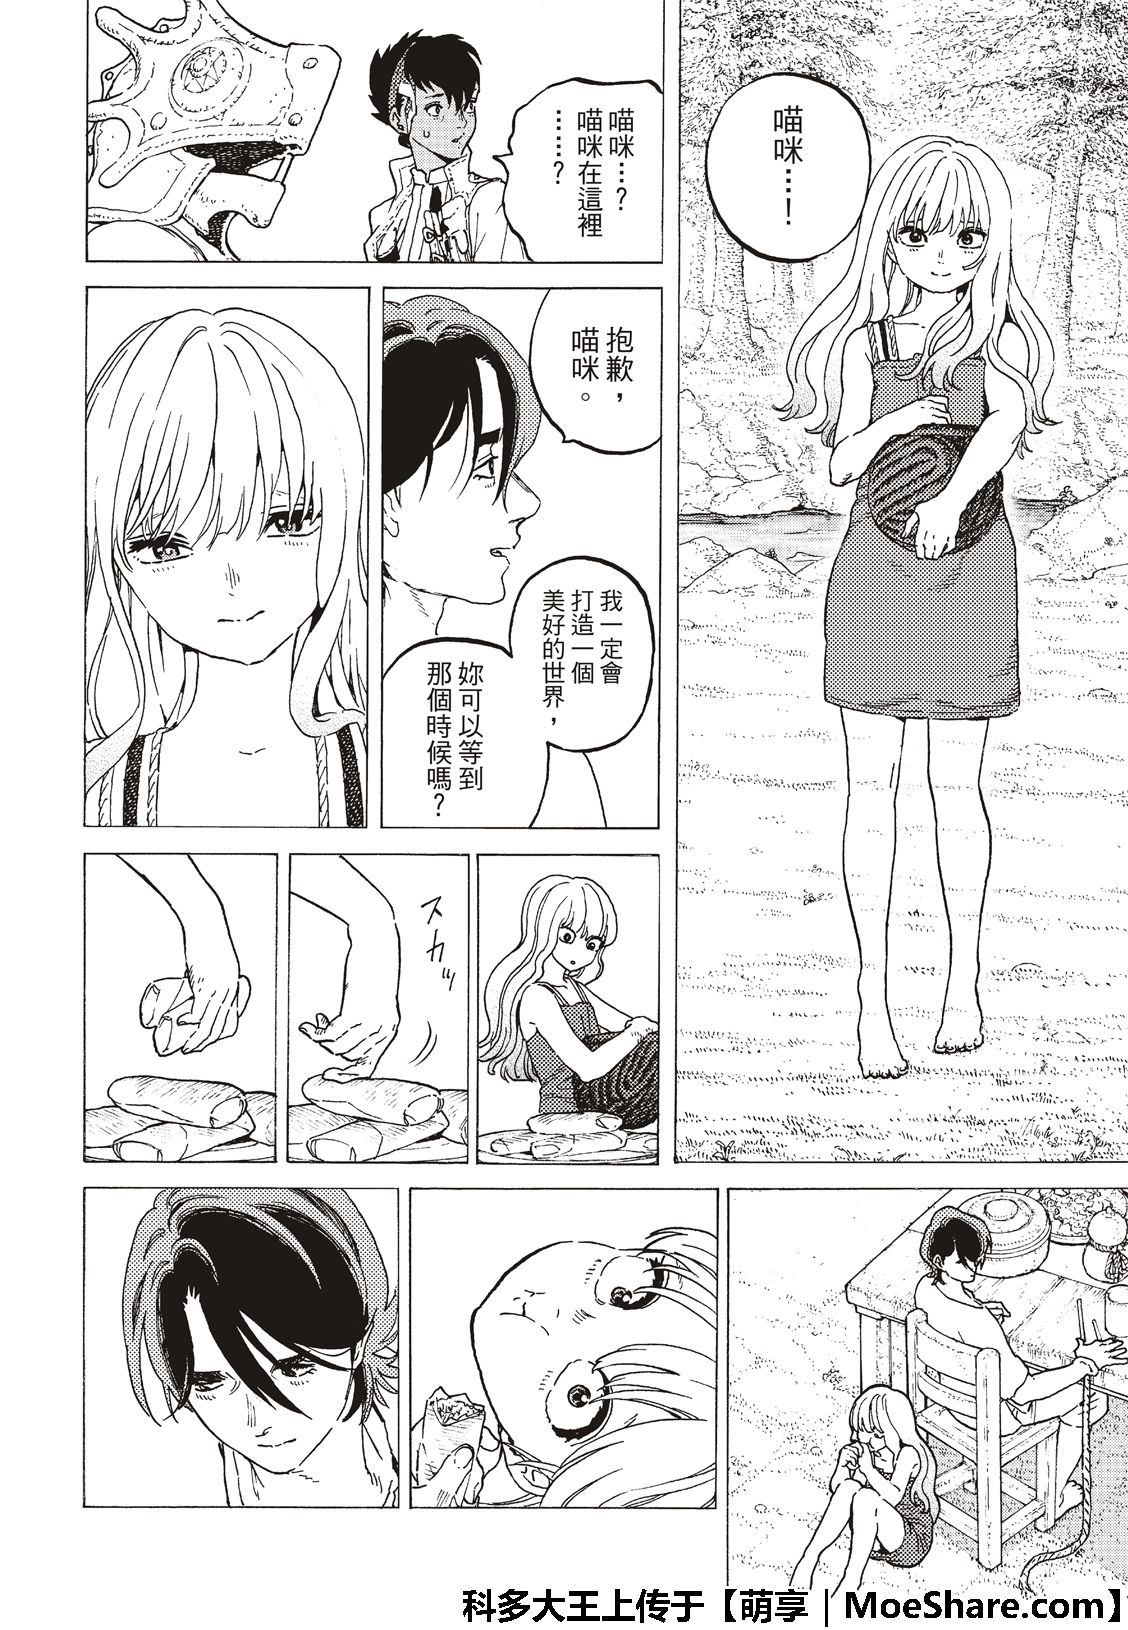 喵咪⋯！
喵咪⋯？
喵咪在這裡
⋯⋯？
抱歉，
喵咪。
我一定會
打造一個
美好的世界，
妳可以等到
那個時候嗎？
スカッ
科多大王上传于【萌享｜MoeShare.com】